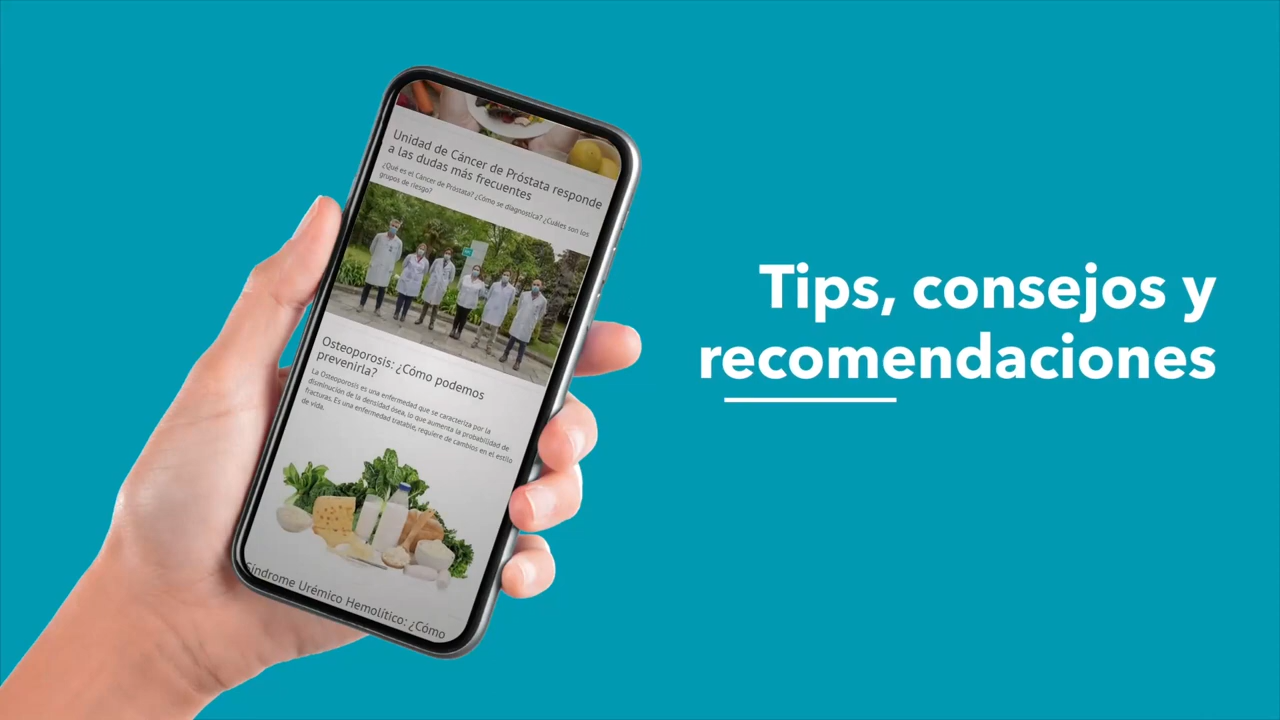 Unidad de Cáncer de Próstata responde
a las dudas más frecuentes
¿Qué es el Cáncer de Próstata? ¿Cómo se diagnostica? ¿Cuáles son los
grupos de riesgo?
Osteoporosis: ¿Cómo podemos
prevenirla?
La Osteoporosis es una enfermedad que se caracteriza por la
disminución de la densidad ósea, lo que aumenta la probabilidad de
fracturas. Es una enfermedad tratable, requiere de cambios en el estilo
de vida.
Síndrome Urémico Hemolítico: ¿Cómo
Tips, consejos y
recomendaciones